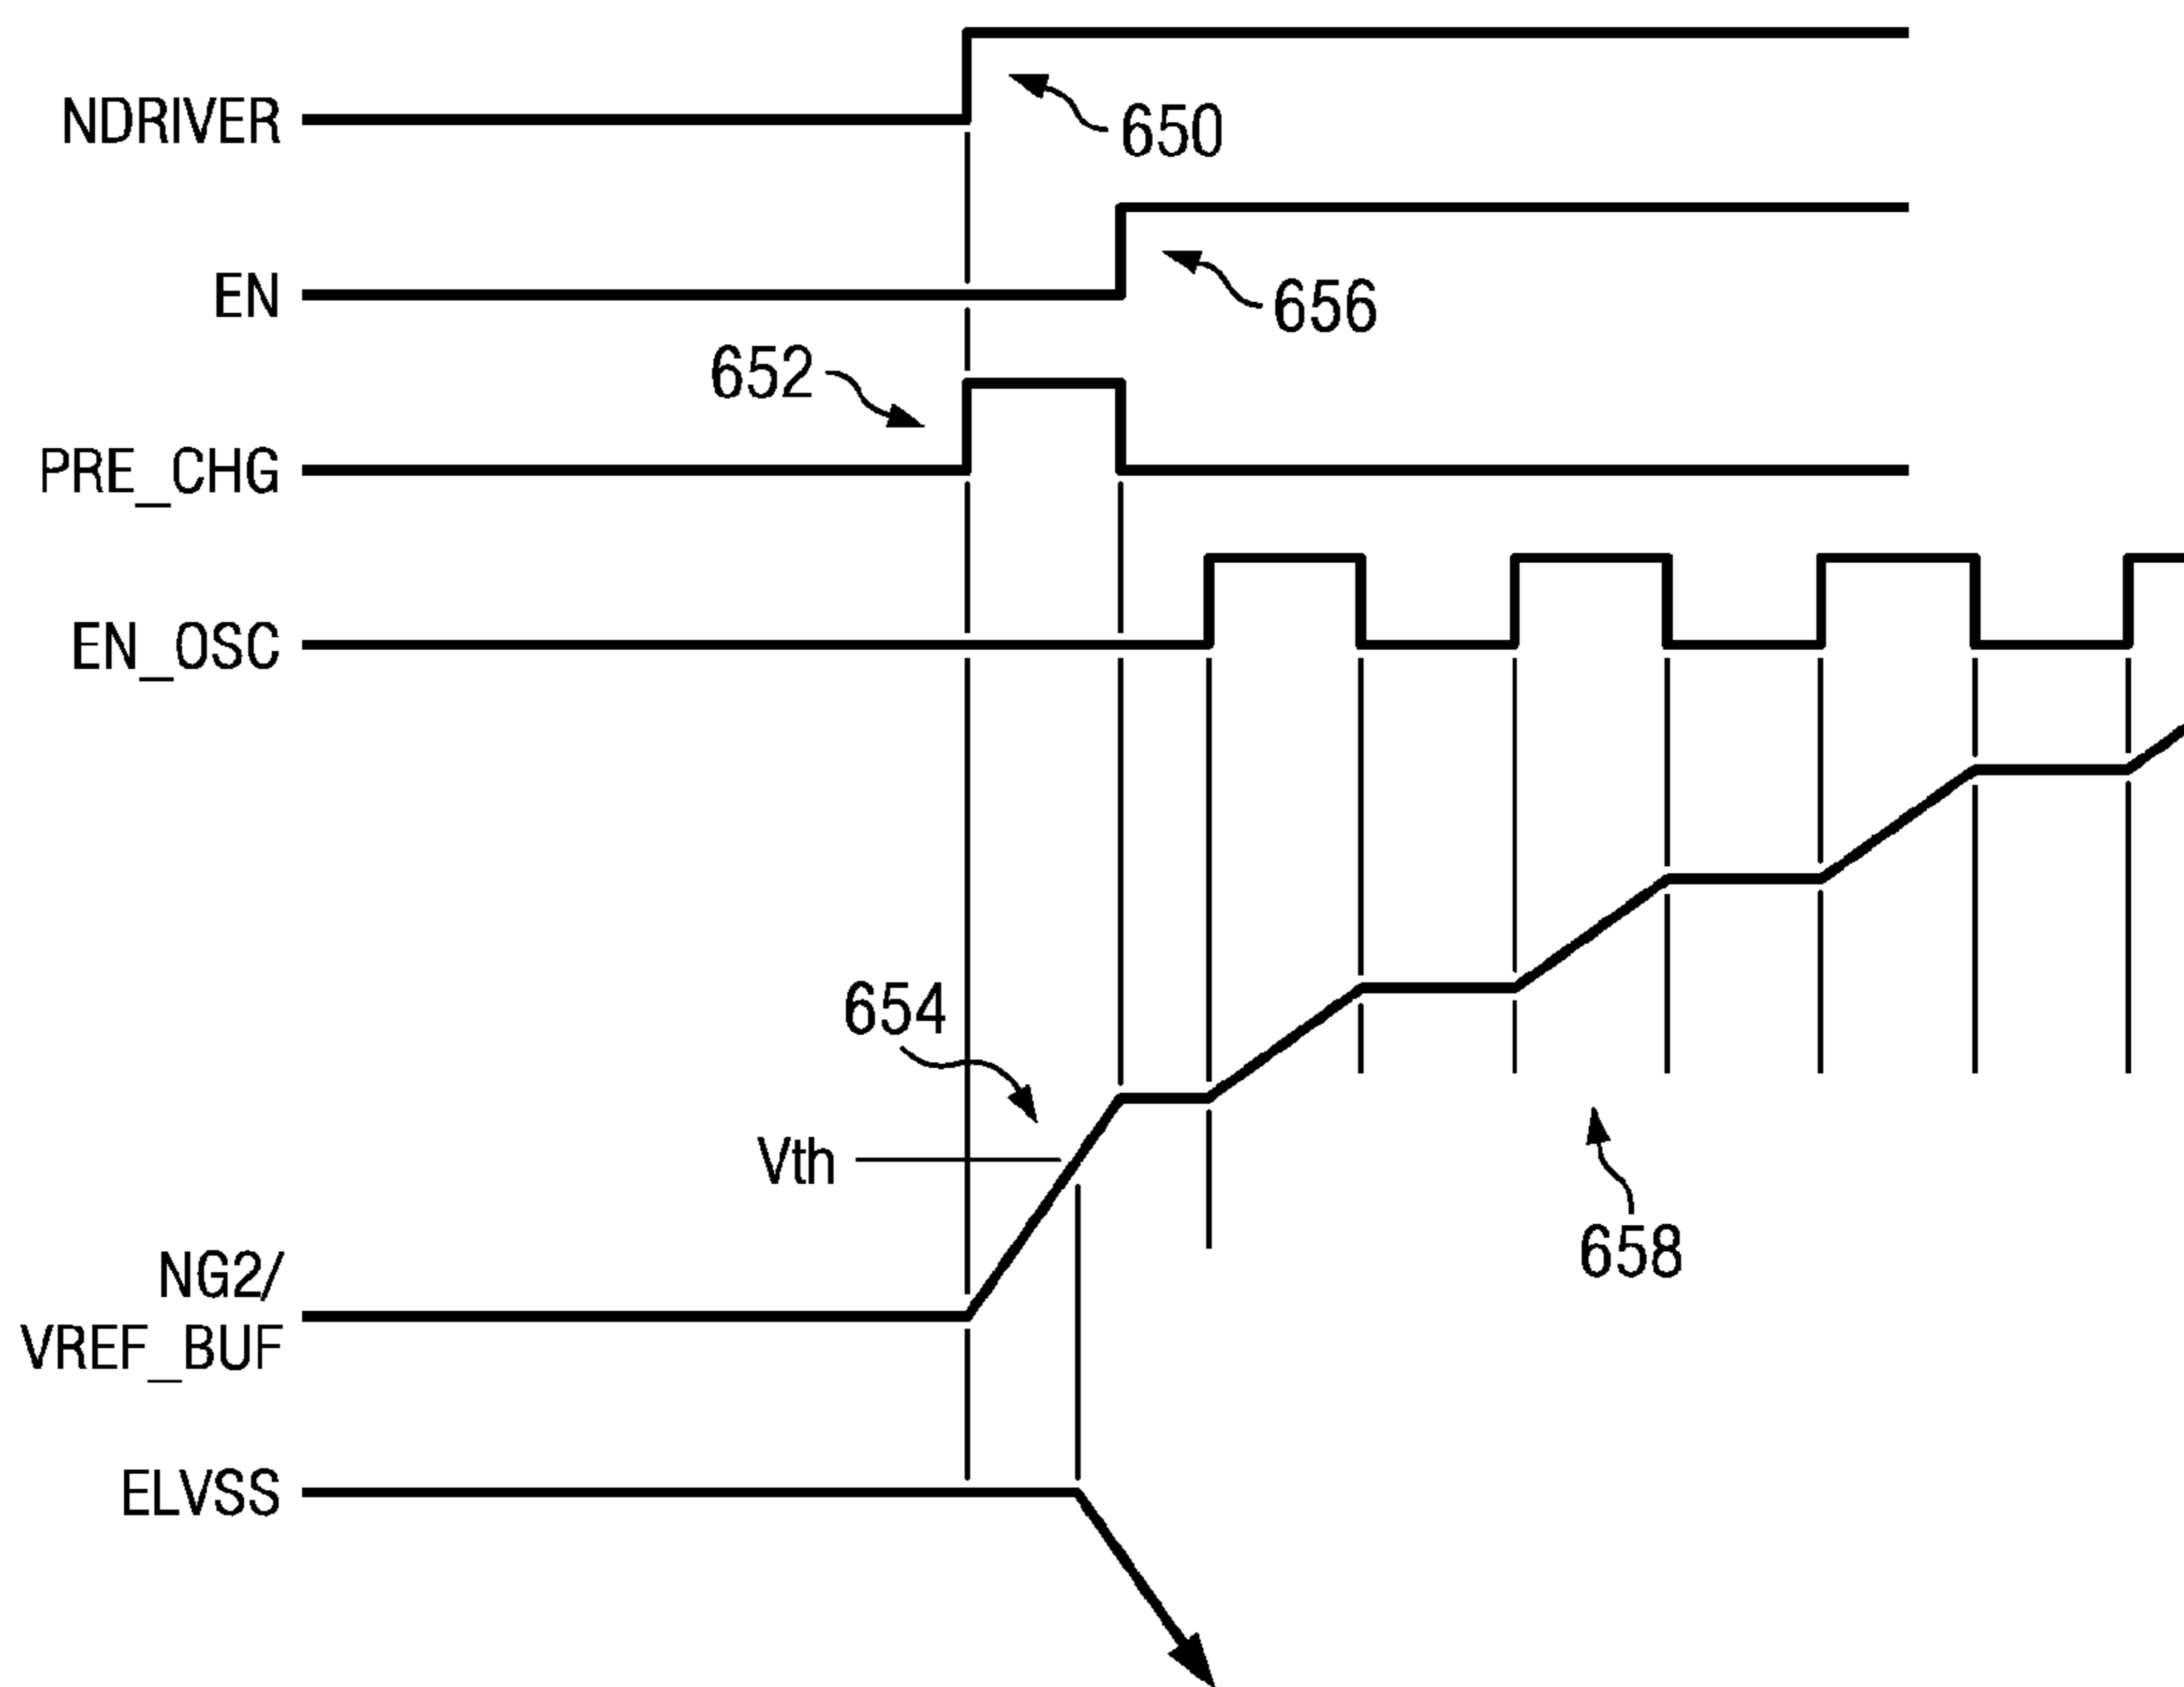 NDRIVER
650
EN
656
652
PRE_CHG
EN_OSC
654
Vth
658
NG2/
VREF_BUF
ELVSS